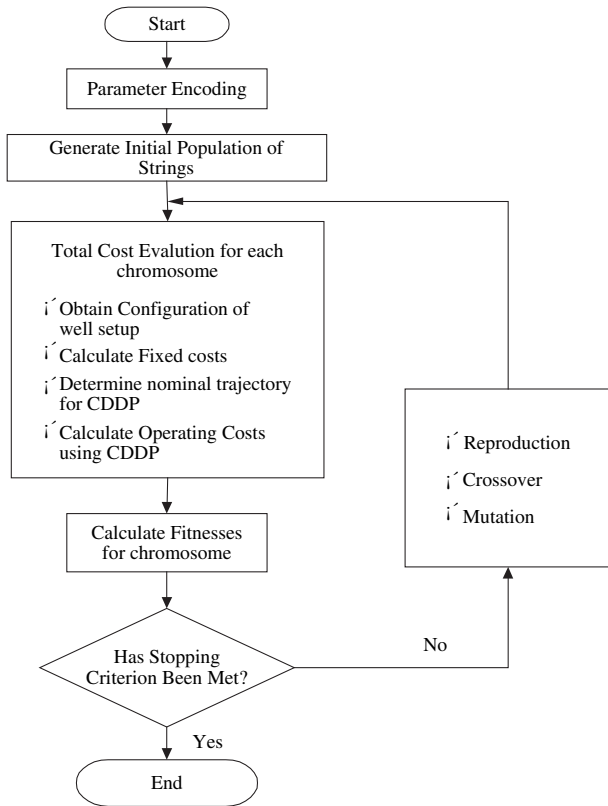 Start
Parameter Encoding
Generate Initial Population of
Strings
Total Cost Evalution for each
chromosome
¡´ Obtain Configuration of
well setup
¡´ Calculate Fixed costs
¡´ Determine nominal trajectory
for CDDP
¡´ Calculate Operating Costs
using CDDP
Calculate Fitnesses
for chromosome
Has Stopping
Criterion Been Met?
No
Yes
End
¡´ Reproduction
¡´ Crossover
¡´ Mutation